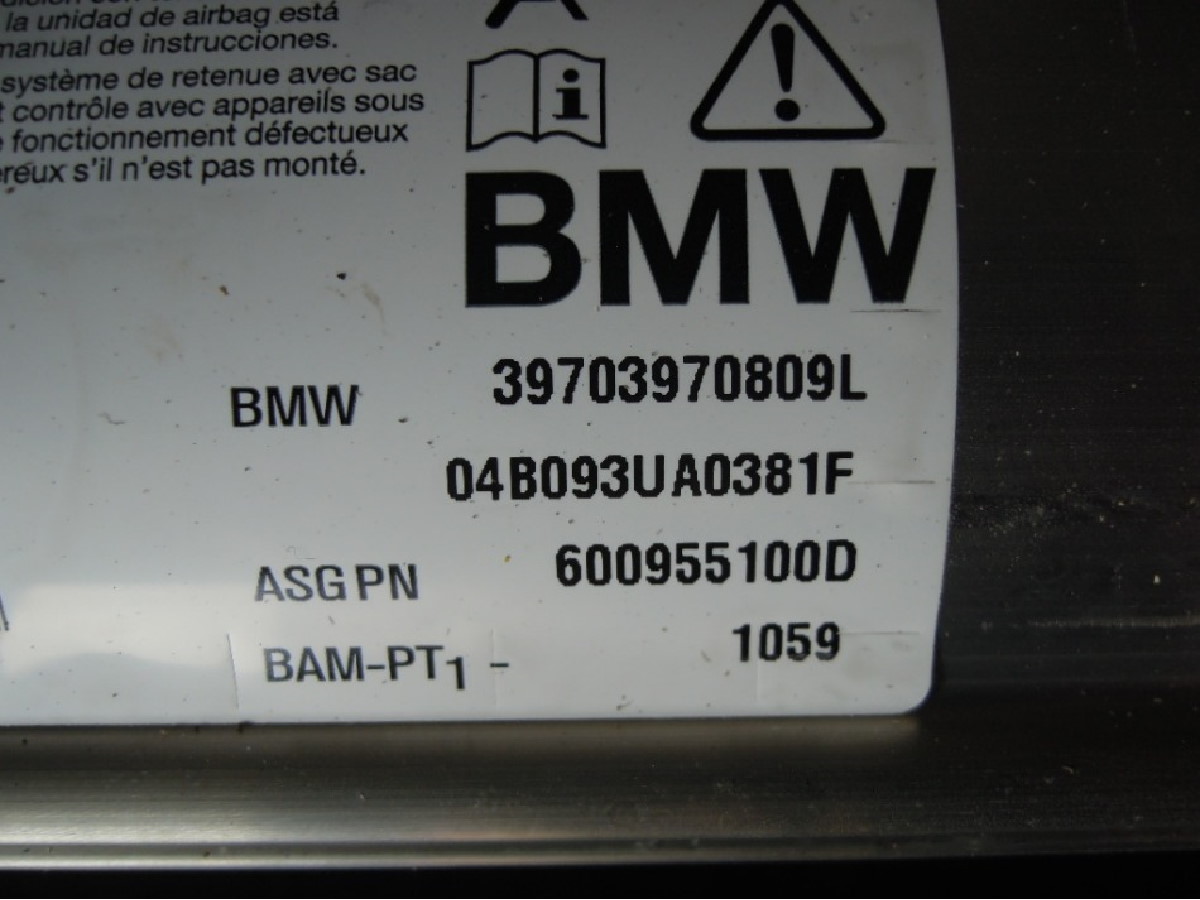 la unidad de airbag está
manual de instrucciones.
système de retenue avec sac
contrôle avec appareils sous
fonctionnement défectueux
s'il n'est pas monté.
i
BMW
BMW 39703970809L
04B093UA0381F
ASG PN 600955100D
BAM-PT1 - 1059